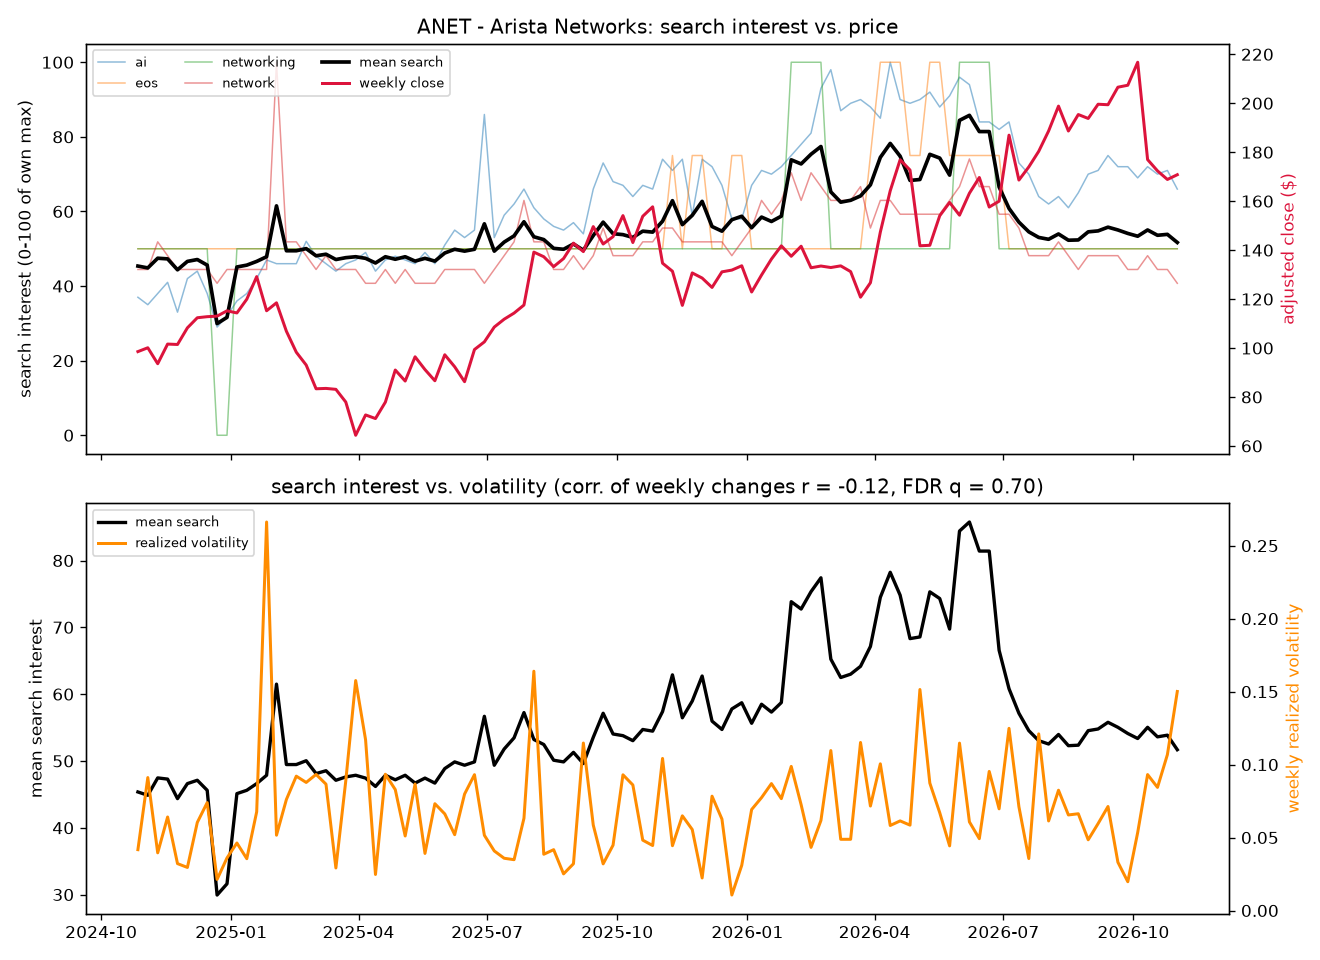 ANET - Arista Networks: search interest vs. price
ai
eos
networking
network
mean search
weekly close
100
80
60
40
20
0
search interest (0-100 of own max)
220
200
180
160
140
120
100
80
60
adjusted close ($)
search interest vs. volatility (corr. of weekly changes r = -0.12, FDR q = 0.70)
mean search
realized volatility
80
70
60
50
40
30
mean search interest
0.25
0.20
0.15
0.10
0.05
0.00
weekly realized volatility
2024-10
2025-01
2025-04
2025-07
2025-10
2026-01
2026-04
2026-07
2026-10